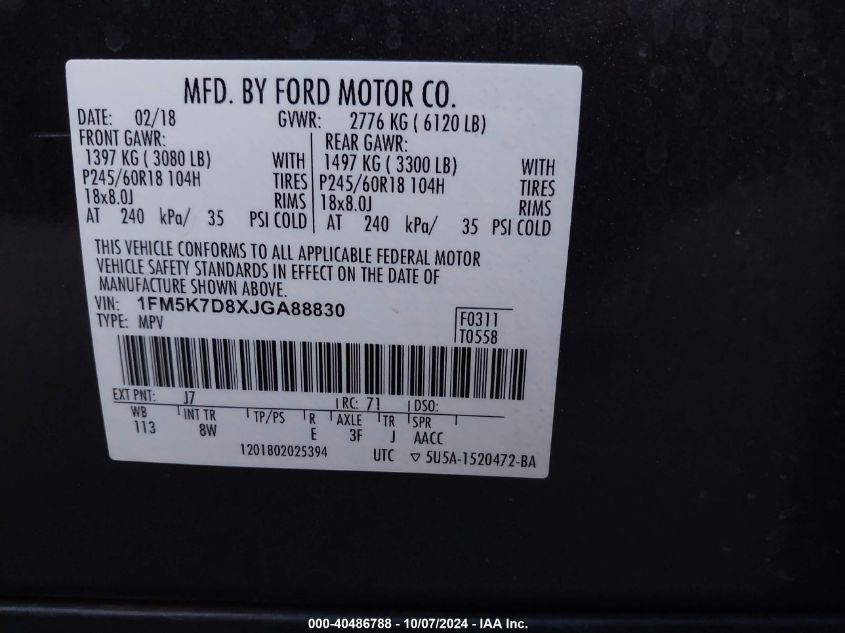 MFD. BY FORD MOTOR CO.
DATE: 02/18 GVWR: 2776 KG ( 6120 LB)
FRONT GAWR: REAR GAWR:
1397 KG ( 3080 LB) WITH 1497 KG ( 3300 LB) WITH
P245/60R18 104H TIRES P245/60R18 104H TIRES
18x8.0J RIMS 18x8.0J RIMS
AT 240 kPa/ 35 PSI COLD AT 240 kPa/ 35 PSI COLD
THIS VEHICLE CONFORMS TO ALL APPLICABLE FEDERAL MOTOR
VEHICLE SAFETY STANDARDS IN EFFECT ON THE DATE OF
MANUFACTURE SHOWN ABOVE.
VIN: 1FM5K7D8XJGA88830 F0311
TYPE: MPV T0558
EXT PNT: J7 RC: 71 DSO:
WB INT TR TP/PS R AXLE TR SPR
113 8W E 3F J AACC
1201802025394 UTC ▽ 5U5A-1520472-BA
000-40486788 - 10/07/2024 - IAA Inc.